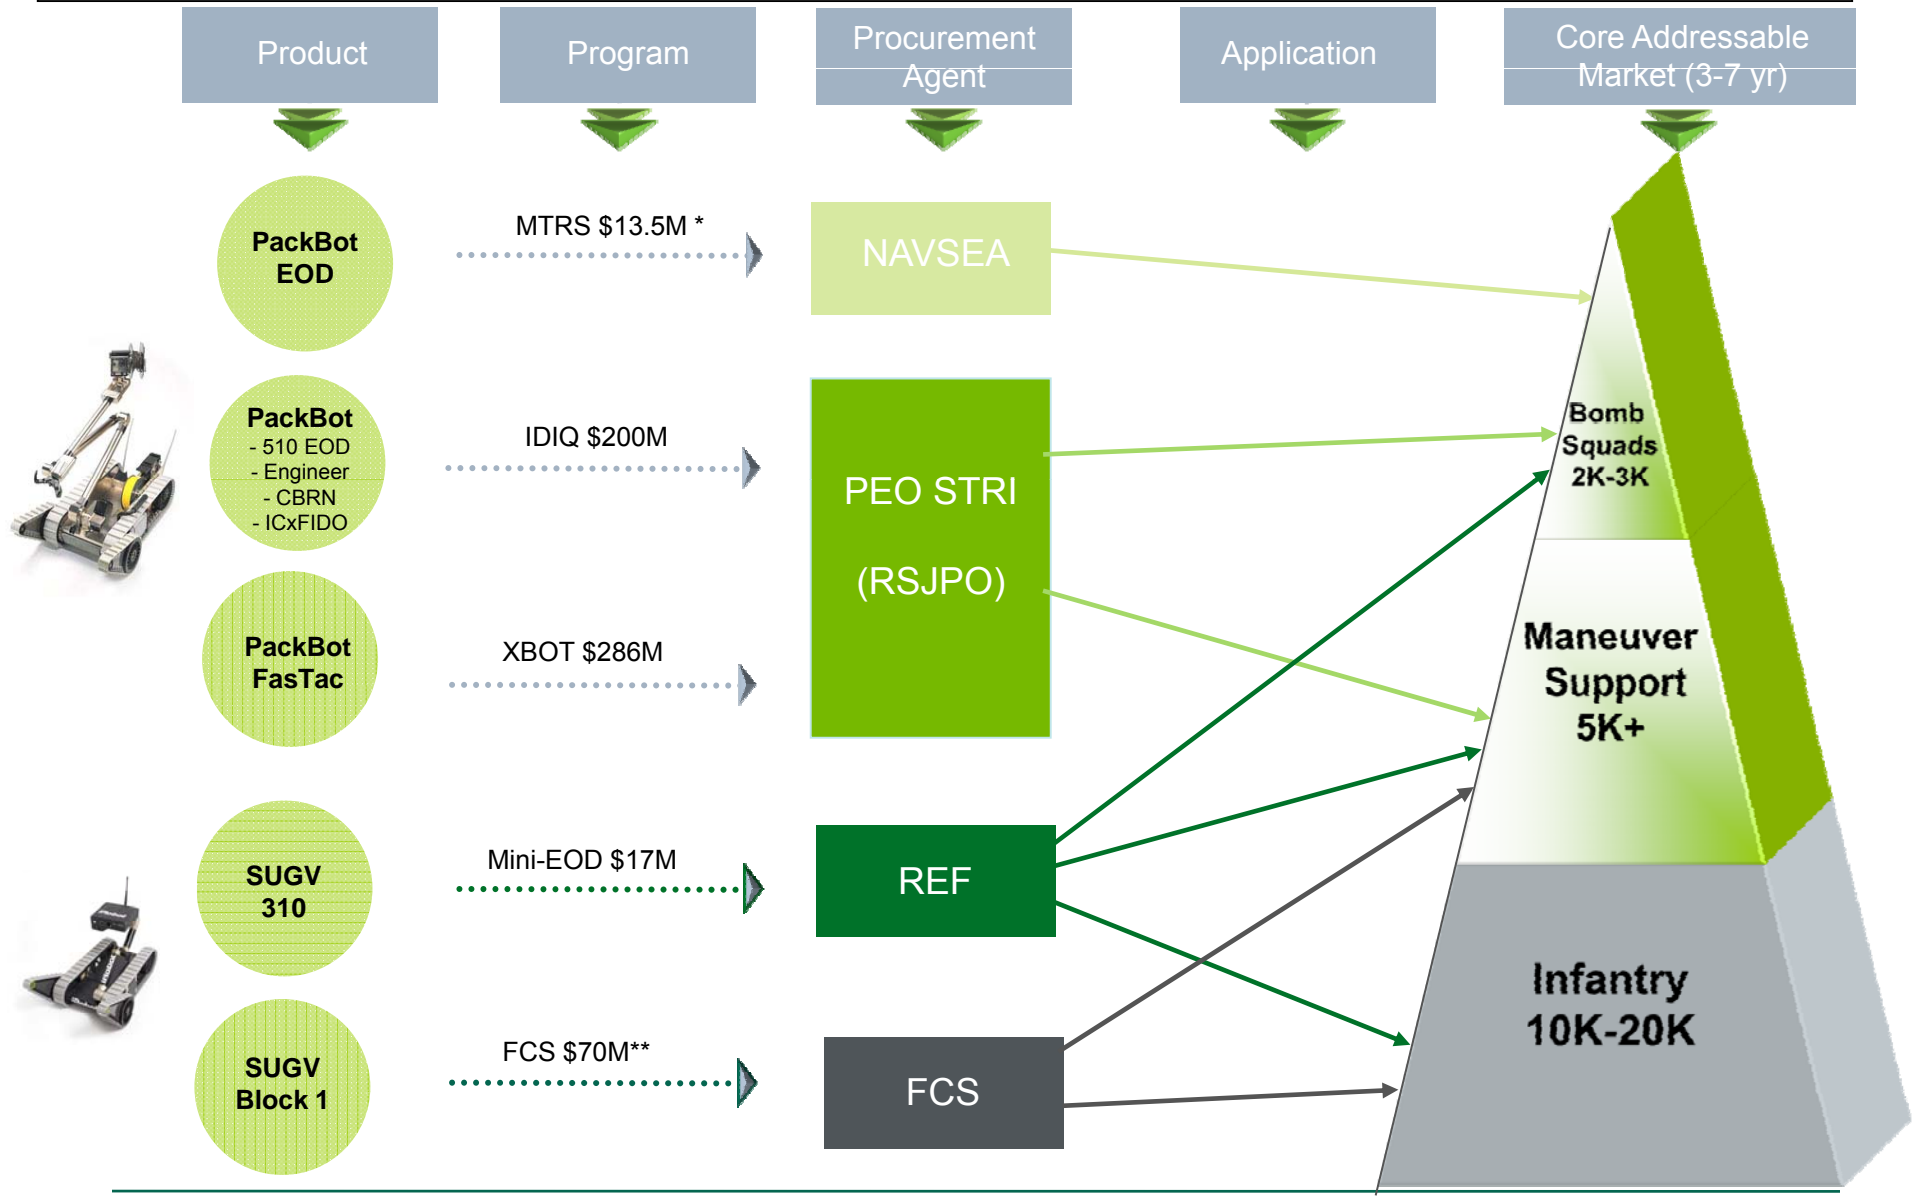 Product
Program
Procurement
Agent
Application
Core Addressable
Market (3-7 yr)
PackBot
EOD
MTRS $13.5M *
NAVSEA
PackBot
- 510 EOD
- Engineer
- CBRN
- ICxFIDO
IDIQ $200M
PEO STRI
(RSJPO)
Bomb
Squads
2K-3K
PackBot
FasTac
XBOT $286M
Maneuver
Support
5K+
SUGV
310
Mini-EOD $17M
REF
Infantry
10K-20K
SUGV
Block 1
FCS $70M**
FCS